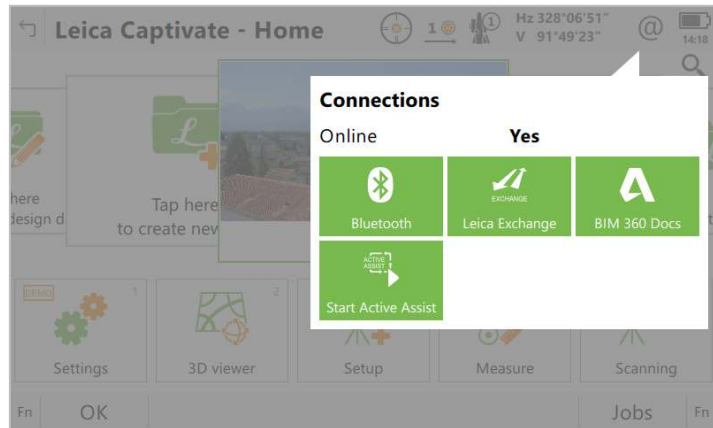 Leica Captivate - Home
1
1
Hz 328°06'51"
V 91°49'23"
@
14:18
Connections
Online Yes
Bluetooth
EXCHANGE
Leica Exchange
BIM 360 Docs
ACTIVE
ASSIST
Start Active Assist
here
design d
Tap here
to create new
DEMO
1
2
Settings
3D viewer
Setup
Measure
Scanning
Fn
OK
Jobs
Fn